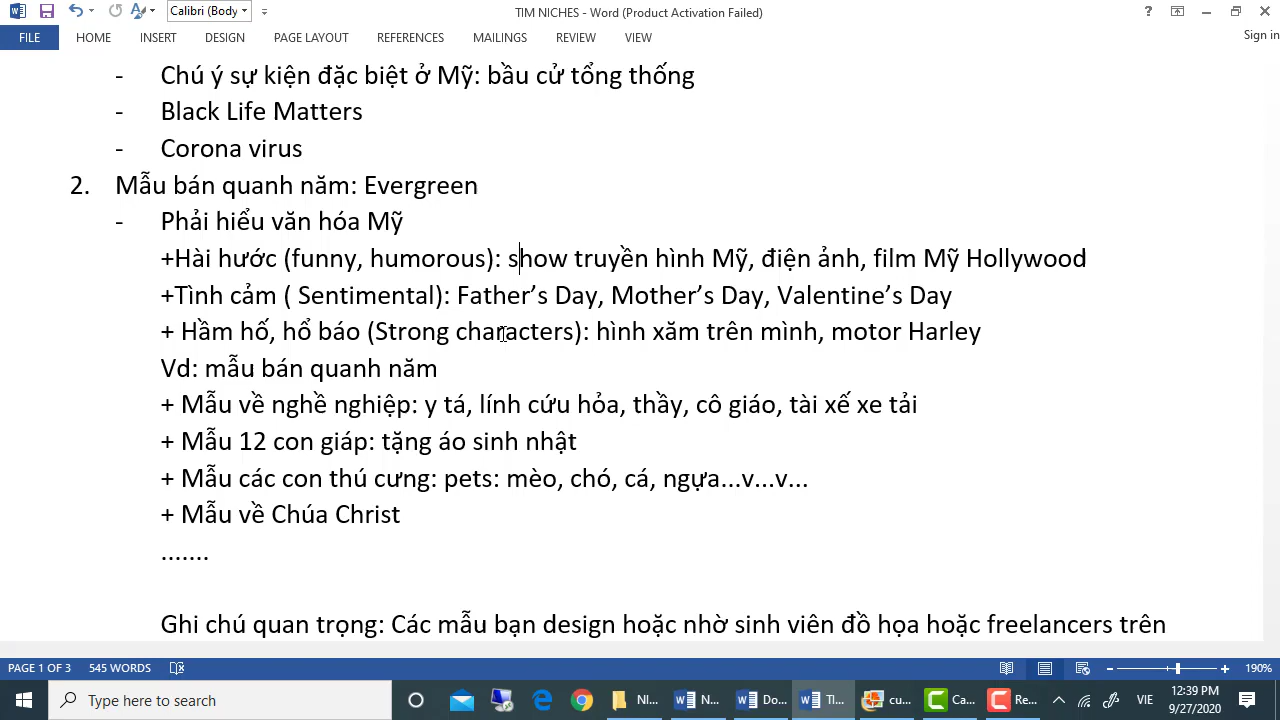 Calibri (Body
TIM NICHES - Word (Product Activation Failed)
?
FILE HOME INSERT DESIGN PAGE LAYOUT REFERENCES MAILINGS REVIEW VIEW Sign in
- Chú ý sự kiện đặc biệt ở Mỹ: bầu cử tổng thống
- Black Life Matters
- Corona virus
2. Mẫu bán quanh năm: Evergreen
- Phải hiểu văn hóa Mỹ
+Hài hước (funny, humorous): show truyền hình Mỹ, điện ảnh, film Mỹ Hollywood
+Tình cảm ( Sentimental): Father’s Day, Mother’s Day, Valentine’s Day
+ Hầm hố, hổ báo (Strong characters): hình xăm trên mình, motor Harley
Vd: mẫu bán quanh năm
+ Mẫu về nghề nghiệp: y tá, lính cứu hỏa, thầy, cô giáo, tài xế xe tải
+ Mẫu 12 con giáp: tặng áo sinh nhật
+ Mẫu các con thú cưng: pets: mèo, chó, cá, ngựa...v...v...
+ Mẫu về Chúa Christ
.......
Ghi chú quan trọng: Các mẫu bạn design hoặc nhờ sinh viên đồ họa hoặc freelancers trên
PAGE 1 OF 3 545 WORDS 190%
Type here to search NI... N... Do... TI... cu... Ca... Re... VIE 12:39 PM
9/27/2020